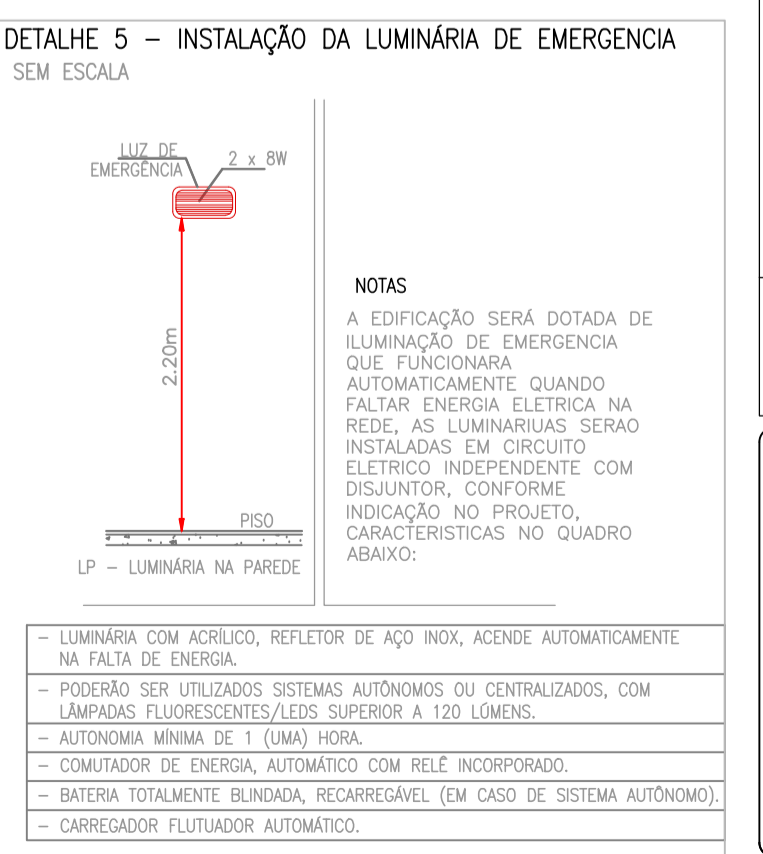 DETALHE 5 – INSTALAÇÃO DA LUMINÁRIA DE EMERGENCIA
SEM ESCALA
LUZ DE
EMERGÊNCIA
2 x 8W
2.20m
PISO
LP – LUMINÁRIA NA PAREDE
NOTAS
A EDIFICAÇÃO SERÁ DOTADA DE
ILUMINAÇÃO DE EMERGENCIA
QUE FUNCIONARA
AUTOMATICAMENTE QUANDO
FALTAR ENERGIA ELETRICA NA
REDE, AS LUMINARIUAS SERAO
INSTALADAS EM CIRCUITO
ELETRICO INDEPENDENTE COM
DISJUNTOR, CONFORME
INDICAÇÃO NO PROJETO,
CARACTERISTICAS NO QUADRO
ABAIXO:
– LUMINÁRIA COM ACRÍLICO, REFLETOR DE AÇO INOX, ACENDE AUTOMATICAMENTE
NA FALTA DE ENERGIA.
– PODERÃO SER UTILIZADOS SISTEMAS AUTÔNOMOS OU CENTRALIZADOS, COM
LÂMPADAS FLUORESCENTES/LEDS SUPERIOR A 120 LÚMENS.
– AUTONOMIA MÍNIMA DE 1 (UMA) HORA.
– COMUTADOR DE ENERGIA, AUTOMÁTICO COM RELÊ INCORPORADO.
– BATERIA TOTALMENTE BLINDADA, RECARREGÁVEL (EM CASO DE SISTEMA AUTÔNOMO).
– CARREGADOR FLUTUADOR AUTOMÁTICO.